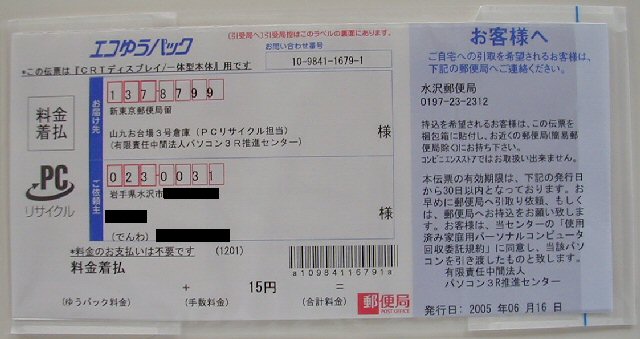 エコゆうパック
〔引受局へ〕引受局控はこのラベルの裏面にあります。
お問い合わせ番号
10-9841-1679-1
*この伝票は『CRTディスプレイ/一体型本体』用です
料金
着払
PC
リサイクル
お届け先
1378799
新東京郵便局留
山九お台場3号倉庫(PCリサイクル担当)
(有限責任中間法人パソコン3R推進センター)
様
ご依頼主
0230031
岩手県水沢市
様
(でんわ)
*料金のお支払いは不要です (1201)
料金着払
a10984116791a
+ 15円 =
(ゆうパック料金) (手数料金) (合計料金)
郵便局
POST OFFICE
お客様へ
ご自宅への引取を希望されるお客様は、
下記の郵便局へご連絡ください。
水沢郵便局
0197-23-2312
持込を希望されるお客様は、この伝票を
梱包箱に貼付し、お近くの郵便局(簡易郵
便局除く)にお持ち下さい。
コンビニエンスストアではお取扱い出来ません。
本伝票の有効期限は、下記の発行日
から30日以内となっております。お
早めに郵便局へ引取り依頼、もしく
は、郵便局へお持込をお願い致しま
す。お客様は、当センターの「使用
済み家庭用パーソナルコンピュータ
回収委託規約」に同意し、当該パソ
コンを引き渡したものと致します。
有限責任中間法人
パソコン3R推進センター
発行日: 2005 年 06 月 16 日